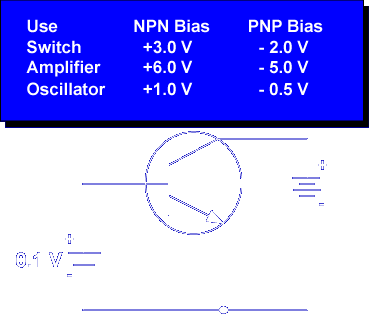 Use NPN Bias PNP Bias
Switch +3.0 V - 2.0 V
Amplifier +6.0 V - 5.0 V
Oscillator +1.0 V - 0.5 V
+
+
0.1 V
-
-